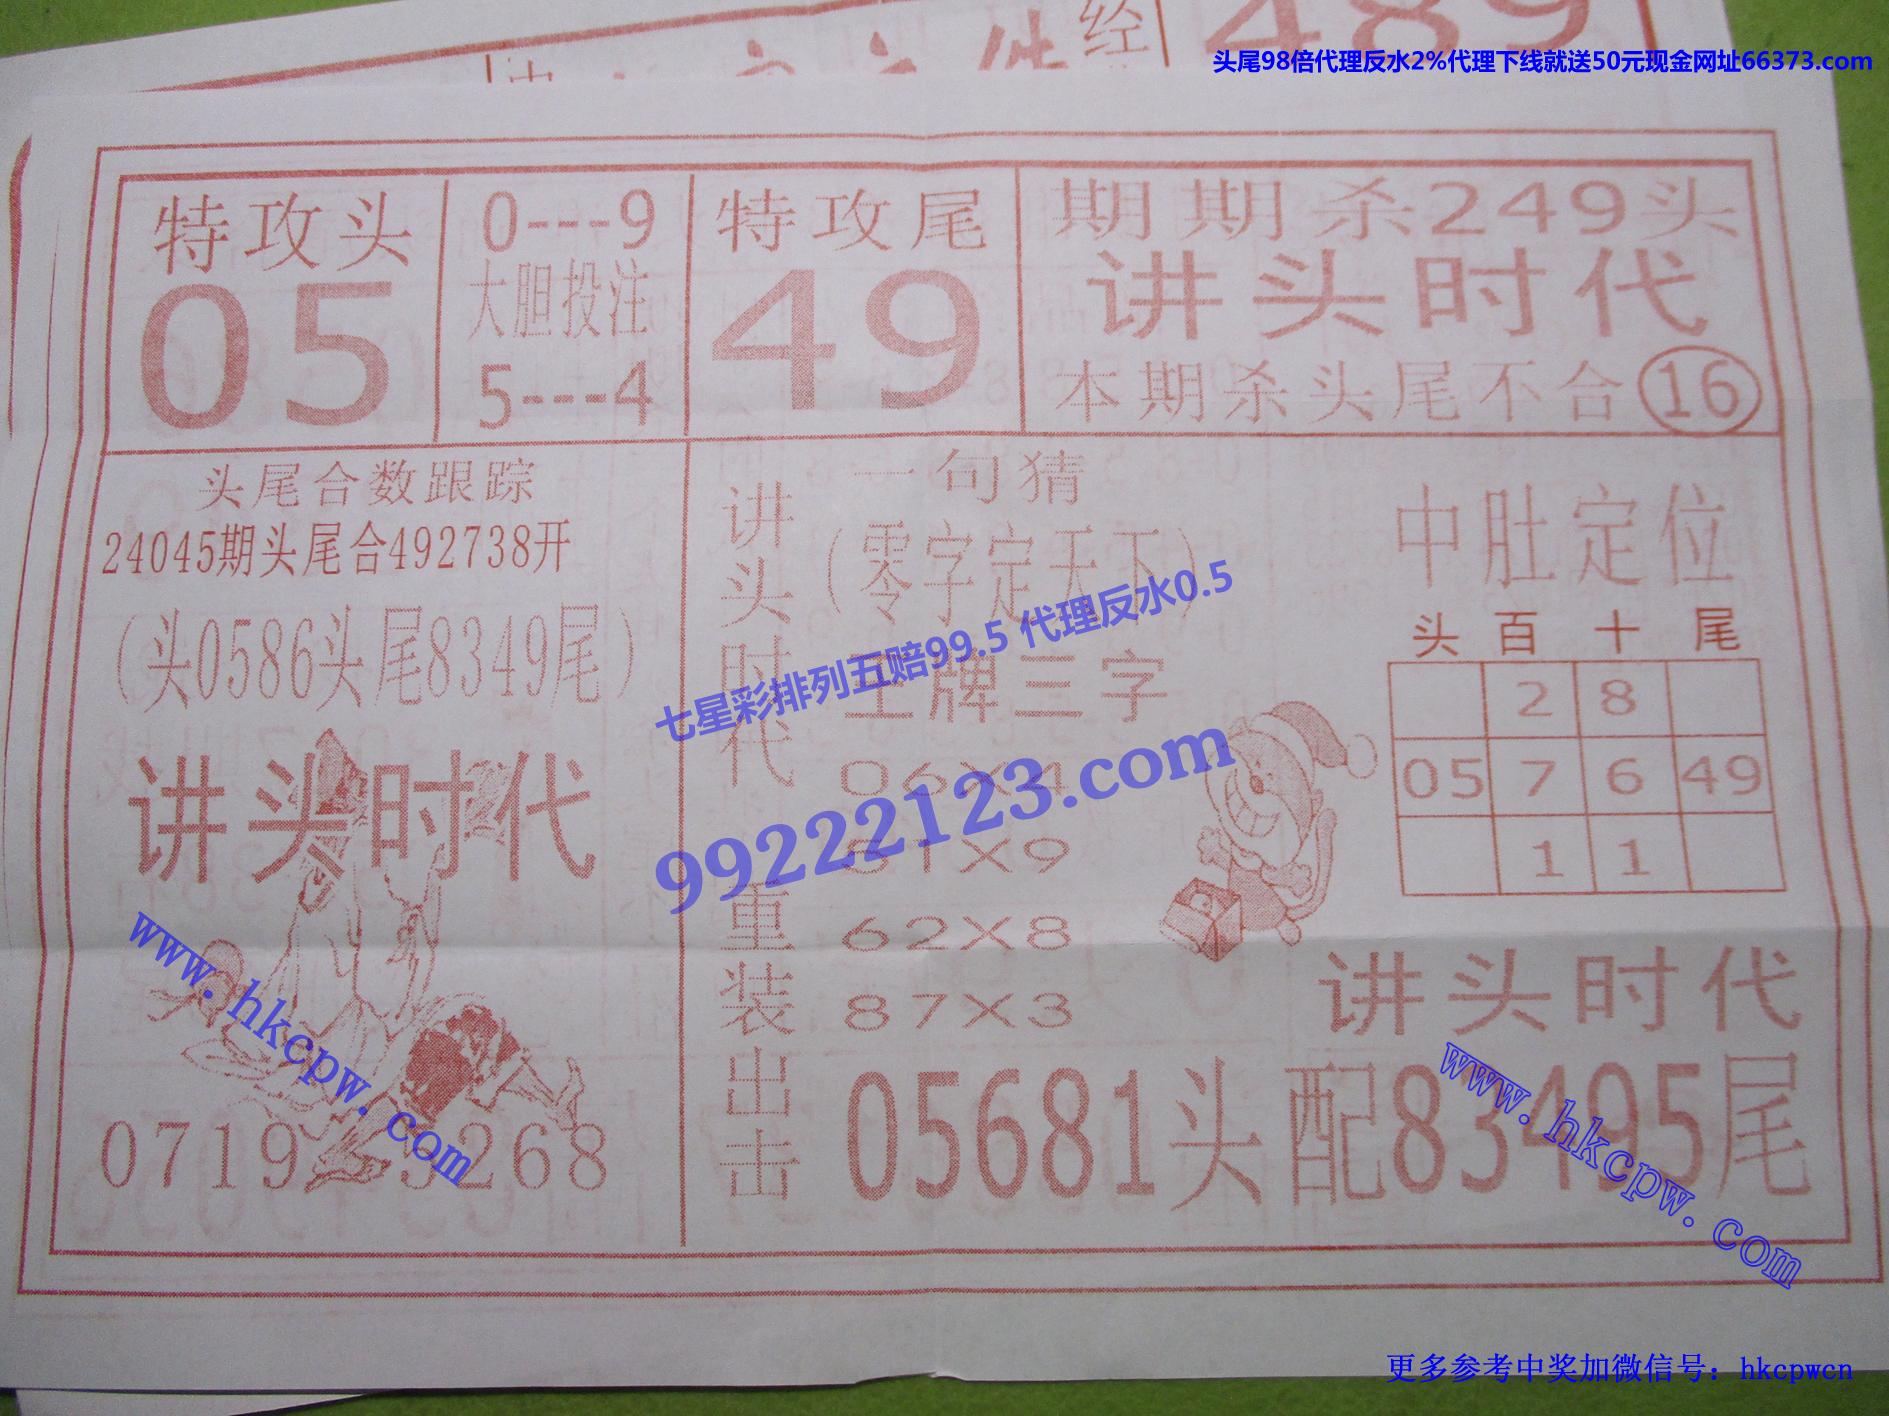 经
489
头尾98倍代理反水2%代理下线就送50元现金网址66373.com
特攻头
05
0---9
大胆投注
5---4
特攻尾
49
期期杀249头
讲头时代
本期杀头尾不合16
头尾合数跟踪
24045期头尾合492738开
(头0586头尾8349尾)
讲头时代
头
0719
5268
讲头时代
重装出击
一句猜
(零字定天下)
王牌三字
06X4
61X9
62X8
87X3
中肚定位
头 百 十 尾
2 8
05 7 6 49
1 1
讲头时代
05681头配83495尾
七星彩排列五赔99.5 代理反水0.5
99222123.com
www.hkcpw.com
www.hkcpw.com
更多参考中奖加微信号：hkcpwcn